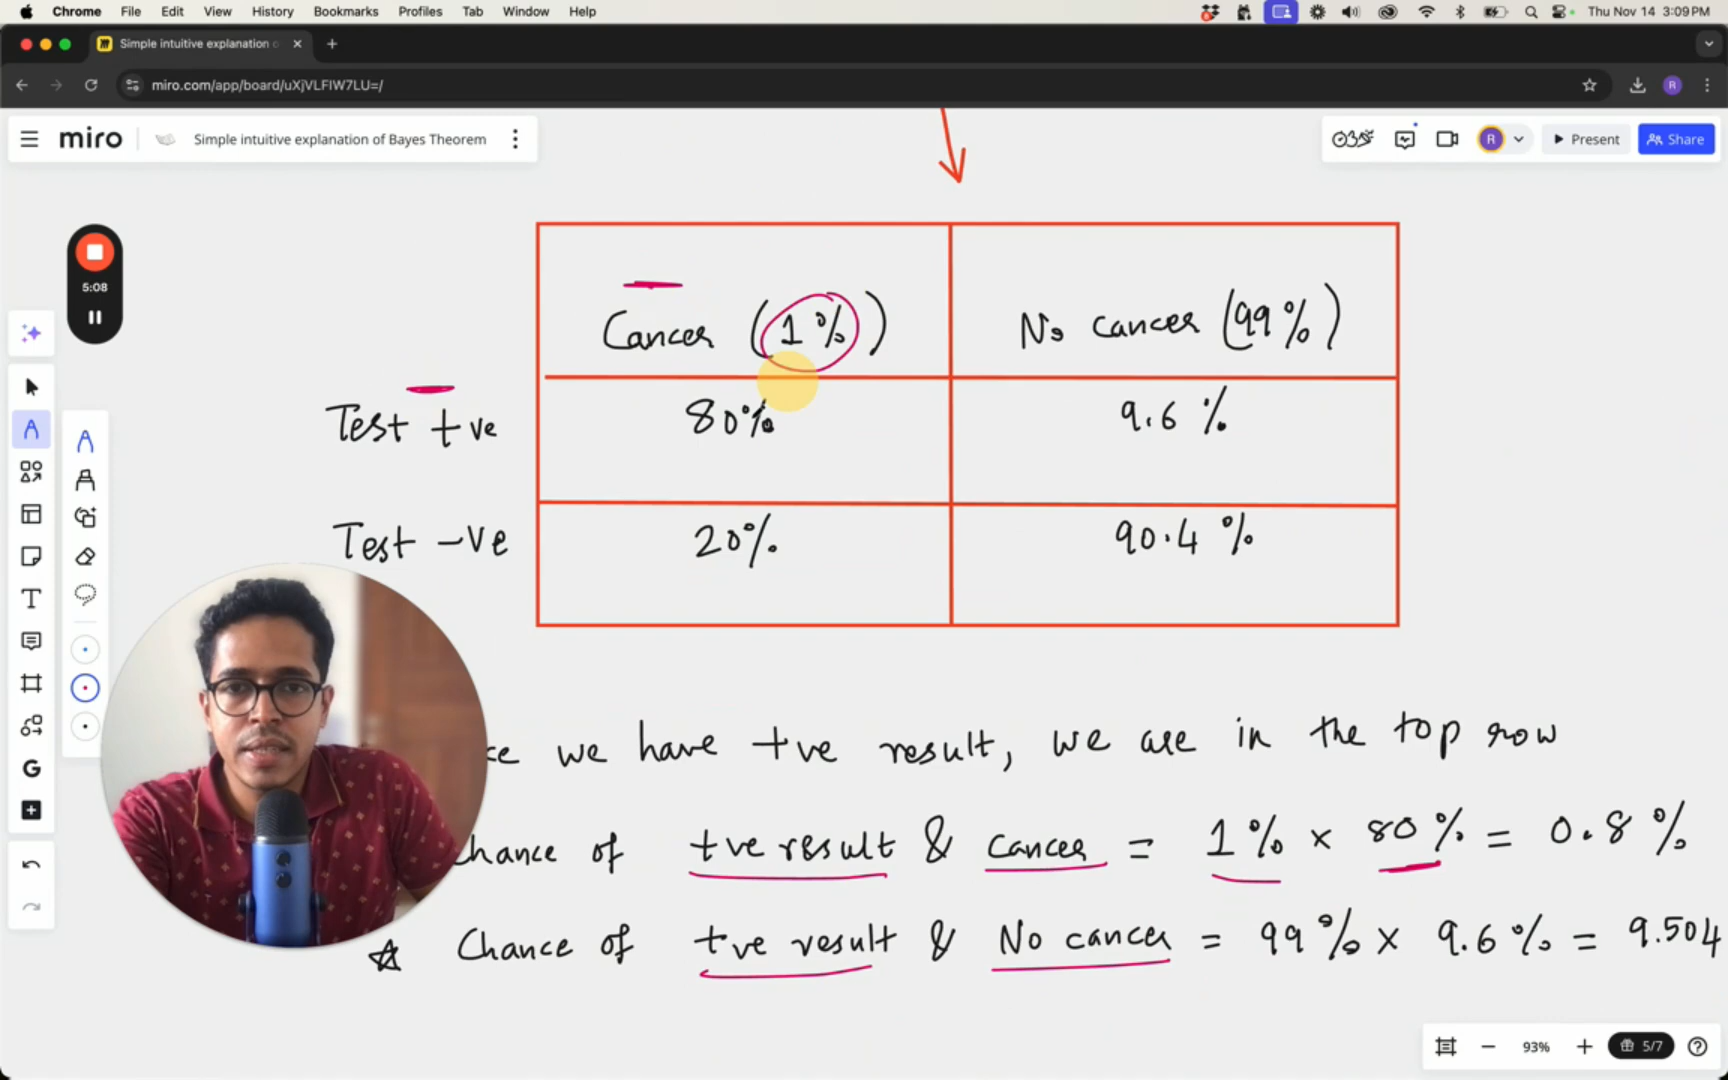 Chrome File Edit View History Bookmarks Profiles Tab Window Help Thu Nov 14 3:09 PM
Simple intuitive explanation o
miro.com/app/board/uXjVLFIW7LU=/ R
miro Simple intuitive explanation of Bayes Theorem R Present Share
5:08
Cancer (1%) No cancer (99%)
Test +ve 80% 9.6 %
Test -ve 20% 90.4 %
we have +ve result, we are in the top row
Chance of +ve result & Cancer = 1% × 80% = 0.8 %
Chance of +ve result & No cancer = 99% × 9.6% = 9.504
T
G
93% 5/7